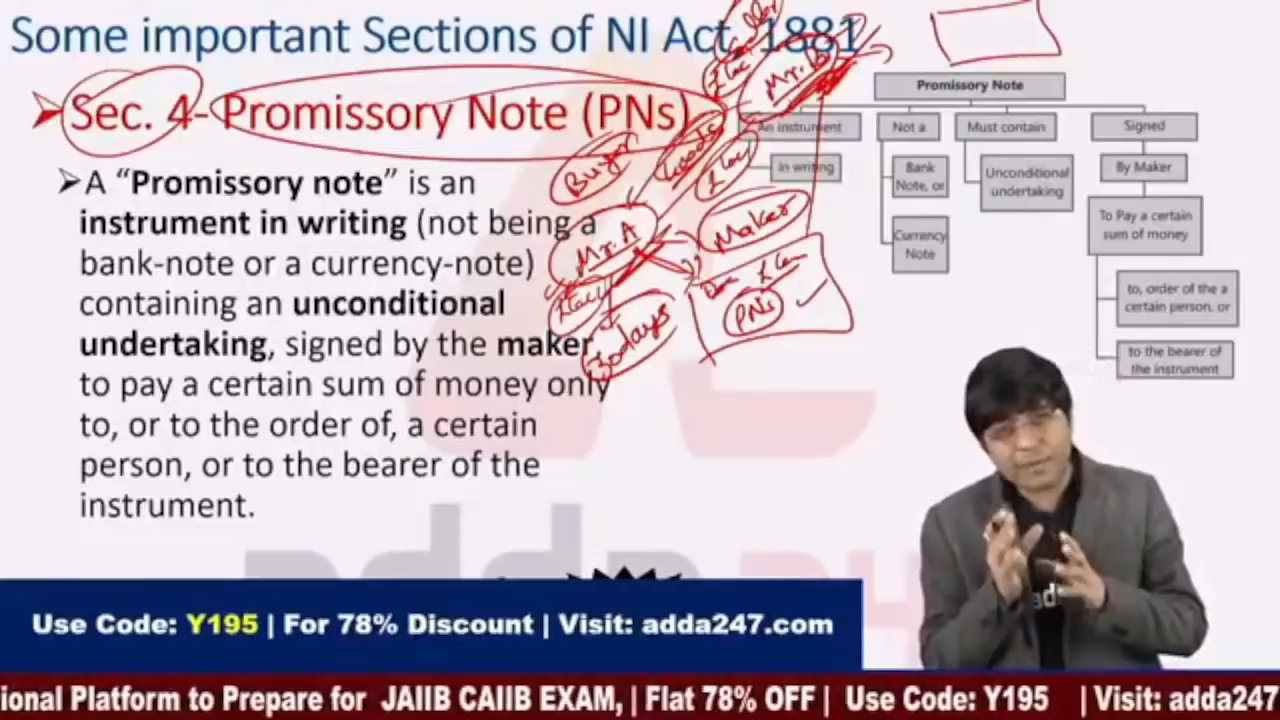 Some important Sections of NI Act, 1881
Sec. 4- Promissory Note (PNs)
A “Promissory note” is an
instrument in writing (not being a
bank-note or a currency-note)
containing an unconditional
undertaking, signed by the maker
to pay a certain sum of money only
to, or to the order of, a certain
person, or to the bearer of the
instrument.
Buyer
Goods
Mr. B
1 lac
Mr. A
Maker
30days
PNs
Promissory Note
An instrument
in writing
Not a
Bank
Note, or
Currency
Note
Must contain
Unconditional
undertaking
Signed
By Maker
To Pay a certain
sum of money
to, order of the a
certain person, or
to the bearer of
the instrument
Use Code: Y195 | For 78% Discount | Visit: adda247.com
ional Platform to Prepare for JAIIB CAIIB EXAM, | Flat 78% OFF | Use Code: Y195 | Visit: adda247